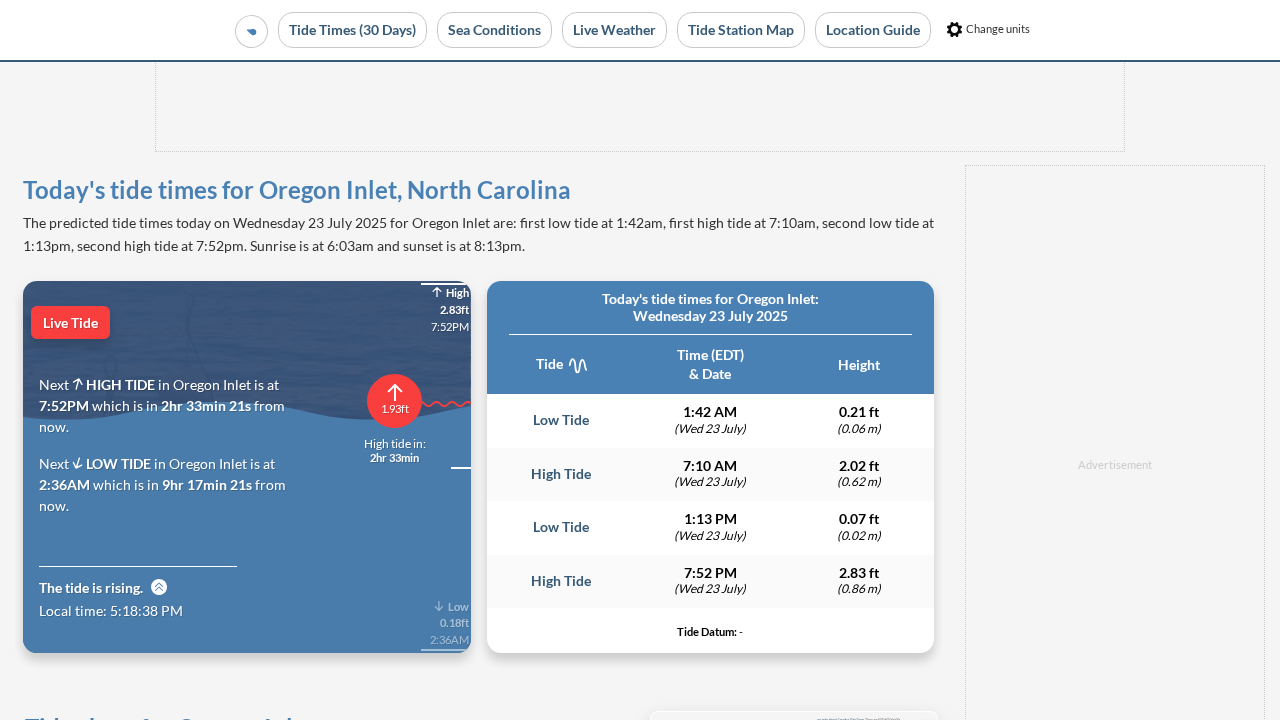 Tide Times (30 Days)
Sea Conditions
Live Weather
Tide Station Map
Location Guide
Change units
Today's tide times for Oregon Inlet, North Carolina
The predicted tide times today on Wednesday 23 July 2025 for Oregon Inlet are: first low tide at 1:42am, first high tide at 7:10am, second low tide at
1:13pm, second high tide at 7:52pm. Sunrise is at 6:03am and sunset is at 8:13pm.
Live Tide
High
2.83ft
7:52PM
Next HIGH TIDE in Oregon Inlet is at
7:52PM which is in 2hr 33min 21s from
now.
1.93ft
High tide in:
2hr 33min
Next LOW TIDE in Oregon Inlet is at
2:36AM which is in 9hr 17min 21s from
now.
The tide is rising.
Local time: 5:18:38 PM
Low
0.18ft
2:36AM
Today's tide times for Oregon Inlet:
Wednesday 23 July 2025
Tide
Time (EDT)
& Date
Height
Low Tide
1:42 AM
(Wed 23 July)
0.21 ft
(0.06 m)
High Tide
7:10 AM
(Wed 23 July)
2.02 ft
(0.62 m)
Low Tide
1:13 PM
(Wed 23 July)
0.07 ft
(0.02 m)
High Tide
7:52 PM
(Wed 23 July)
2.83 ft
(0.86 m)
Tide Datum: -
Advertisement